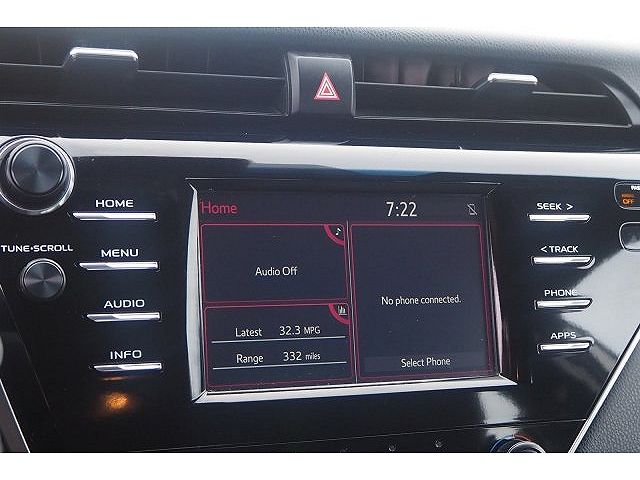 HOME
TUNE•SCROLL
MENU
AUDIO
INFO
Home
7:22
Audio Off
Latest 32.3 MPG
Range 332 miles
No phone connected.
Select Phone
SEEK >
< TRACK
PHONE
APPS
OFF